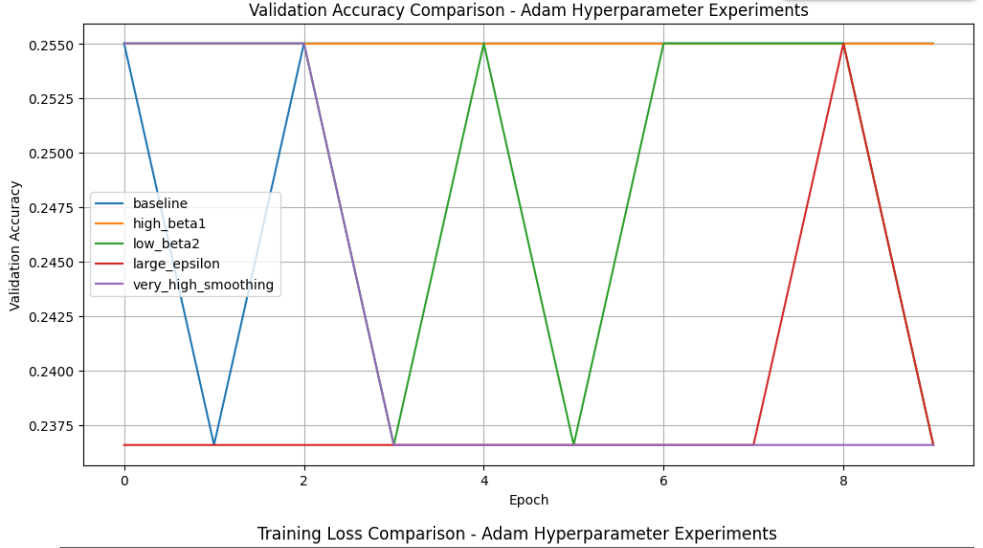 Validation Accuracy Comparison - Adam Hyperparameter Experiments
0.2550
0.2525
0.2500
0.2475
0.2450
0.2425
0.2400
0.2375
Validation Accuracy
baseline
high_beta1
low_beta2
large_epsilon
very_high_smoothing
0 2 4 6 8
Epoch
Training Loss Comparison - Adam Hyperparameter Experiments